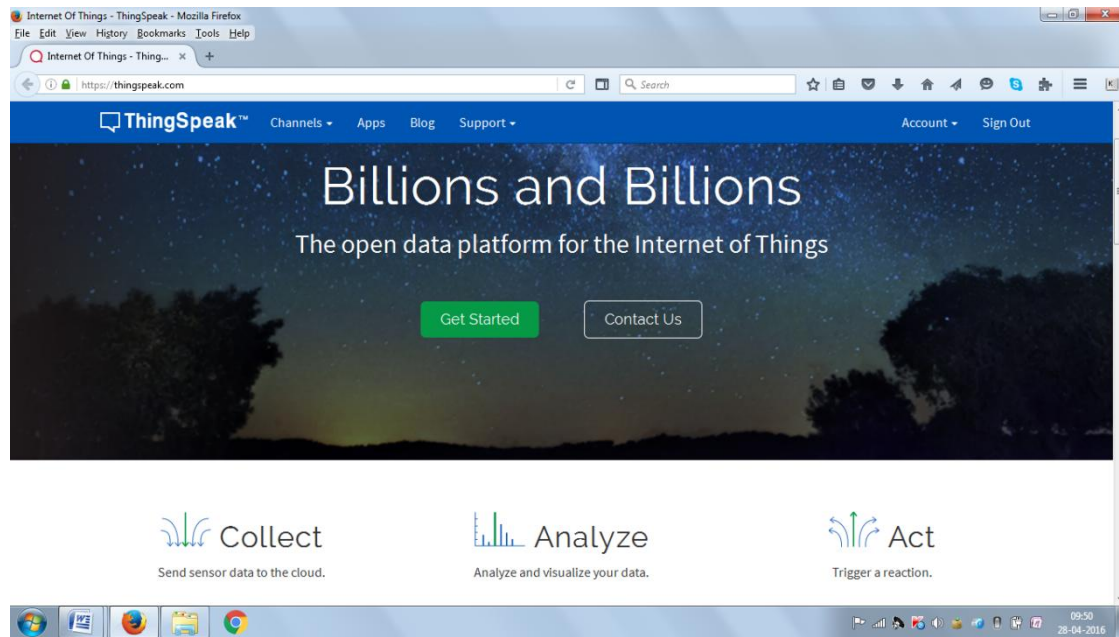 Internet Of Things - ThingSpeak - Mozilla Firefox
File Edit View History Bookmarks Tools Help
Internet Of Things - Thing... × +
https://thingspeak.com
Search
ThingSpeak™ Channels Apps Blog Support Account Sign Out
Billions and Billions
The open data platform for the Internet of Things
Get Started Contact Us
Collect Analyze Act
Send sensor data to the cloud. Analyze and visualize your data. Trigger a reaction.
09:50
28-04-2016